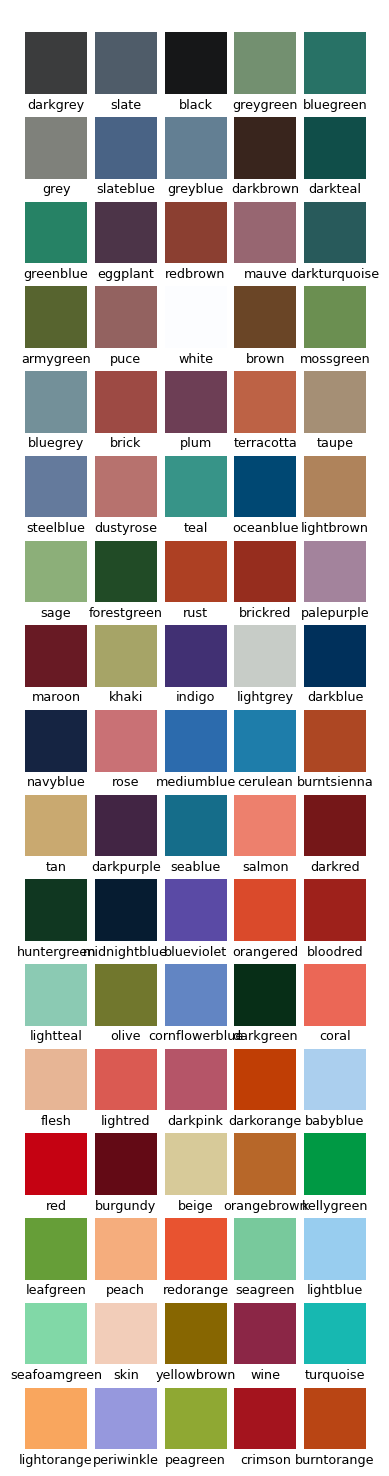 darkgrey slate black greygreen bluegreen
grey slateblue greyblue darkbrown darkteal
greenblue eggplant redbrown mauve darkturquoise
armygreen puce white brown mossgreen
bluegrey brick plum terracotta taupe
steelblue dustyrose teal oceanblue lightbrown
sage forestgreen rust brickred palepurple
maroon khaki indigo lightgrey darkblue
navyblue rose mediumblue cerulean burntsienna
tan darkpurple seablue salmon darkred
huntergreen midnightblue blueviolet orangered bloodred
lightteal olive cornflowerblue darkgreen coral
flesh lightred darkpink darkorange babyblue
red burgundy beige orangebrown kellygreen
leafgreen peach redorange seagreen lightblue
seafoamgreen skin yellowbrown wine turquoise
lightorange periwinkle peagreen crimson burntorange